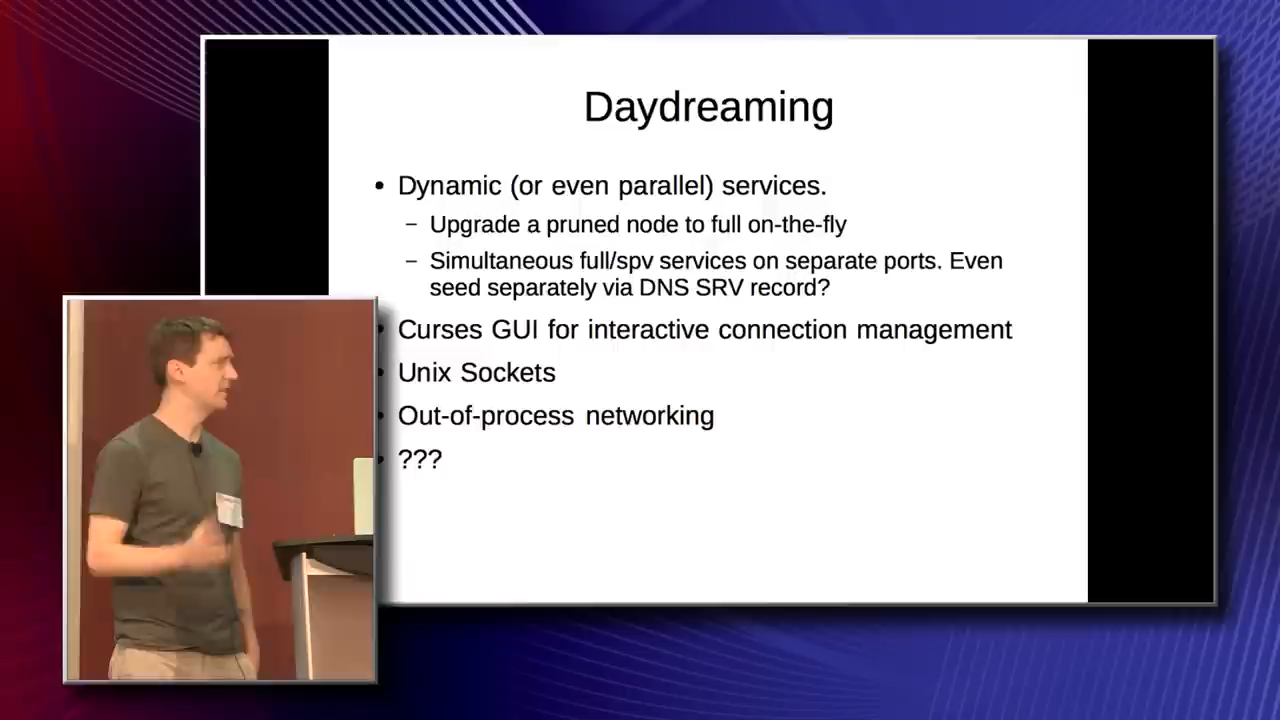 Daydreaming
• Dynamic (or even parallel) services.
– Upgrade a pruned node to full on-the-fly
– Simultaneous full/spv services on separate ports. Even
seed separately via DNS SRV record?
• Curses GUI for interactive connection management
• Unix Sockets
• Out-of-process networking
• ???